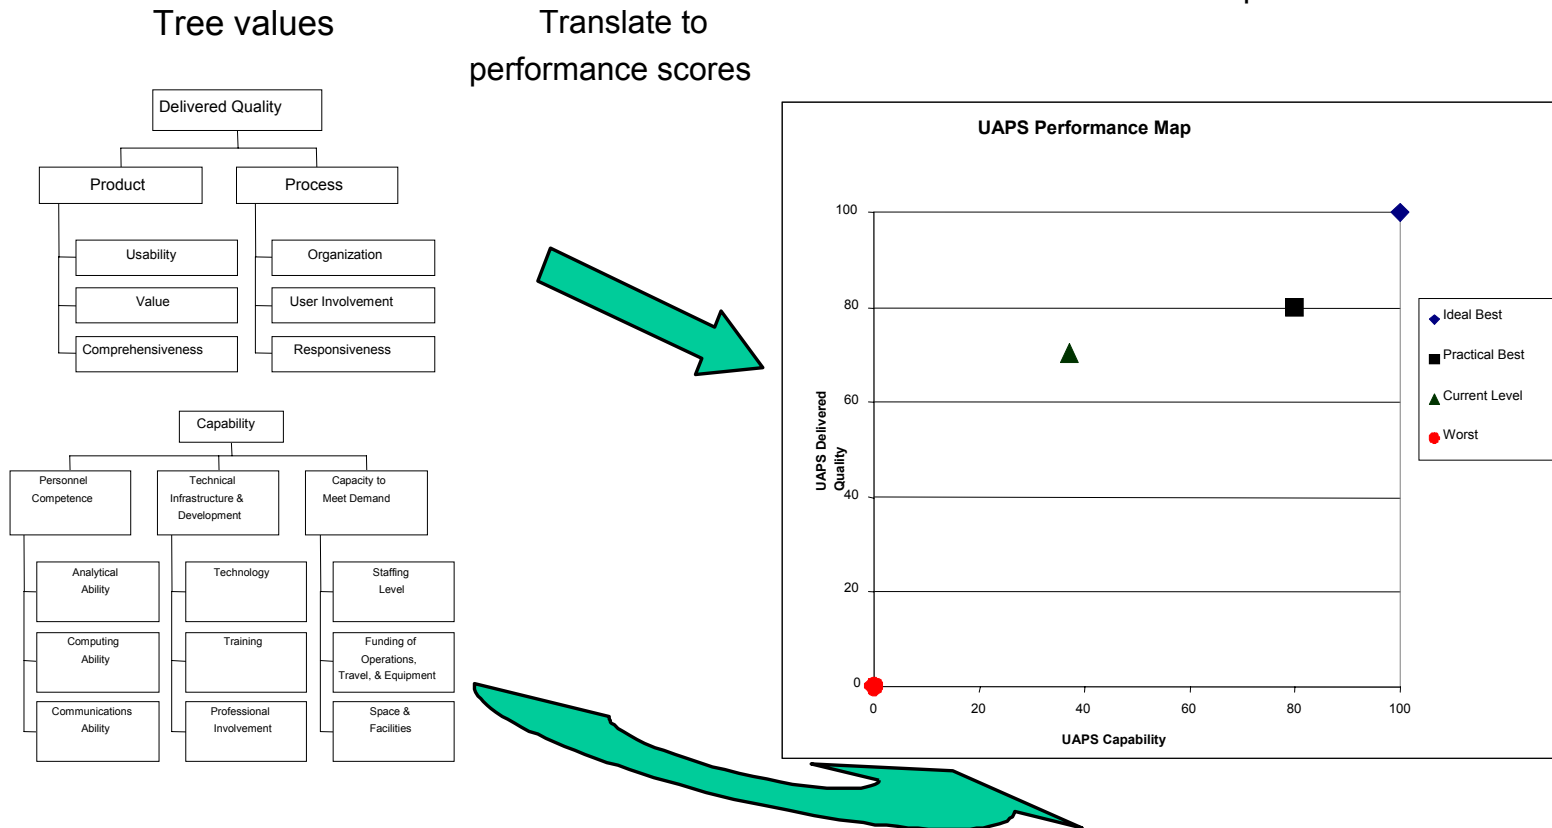 Tree values
Translate to
performance scores
Delivered Quality
Product
Process
Usability
Value
Comprehensiveness
Organization
User Involvement
Responsiveness
Capability
Personnel
Competence
Technical
Infrastructure &
Development
Capacity to
Meet Demand
Analytical
Ability
Computing
Ability
Communications
Ability
Technology
Training
Professional
Involvement
Staffing
Level
Funding of
Operations,
Travel, & Equipment
Space &
Facilities
UAPS Performance Map
UAPS Delivered
Quality
100
80
60
40
20
0
0 20 40 60 80 100
UAPS Capability
Ideal Best
Practical Best
Current Level
Worst